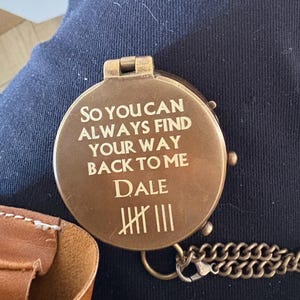 SO YOU CAN
ALWAYS FIND
YOUR WAY
BACK TO ME
DALE